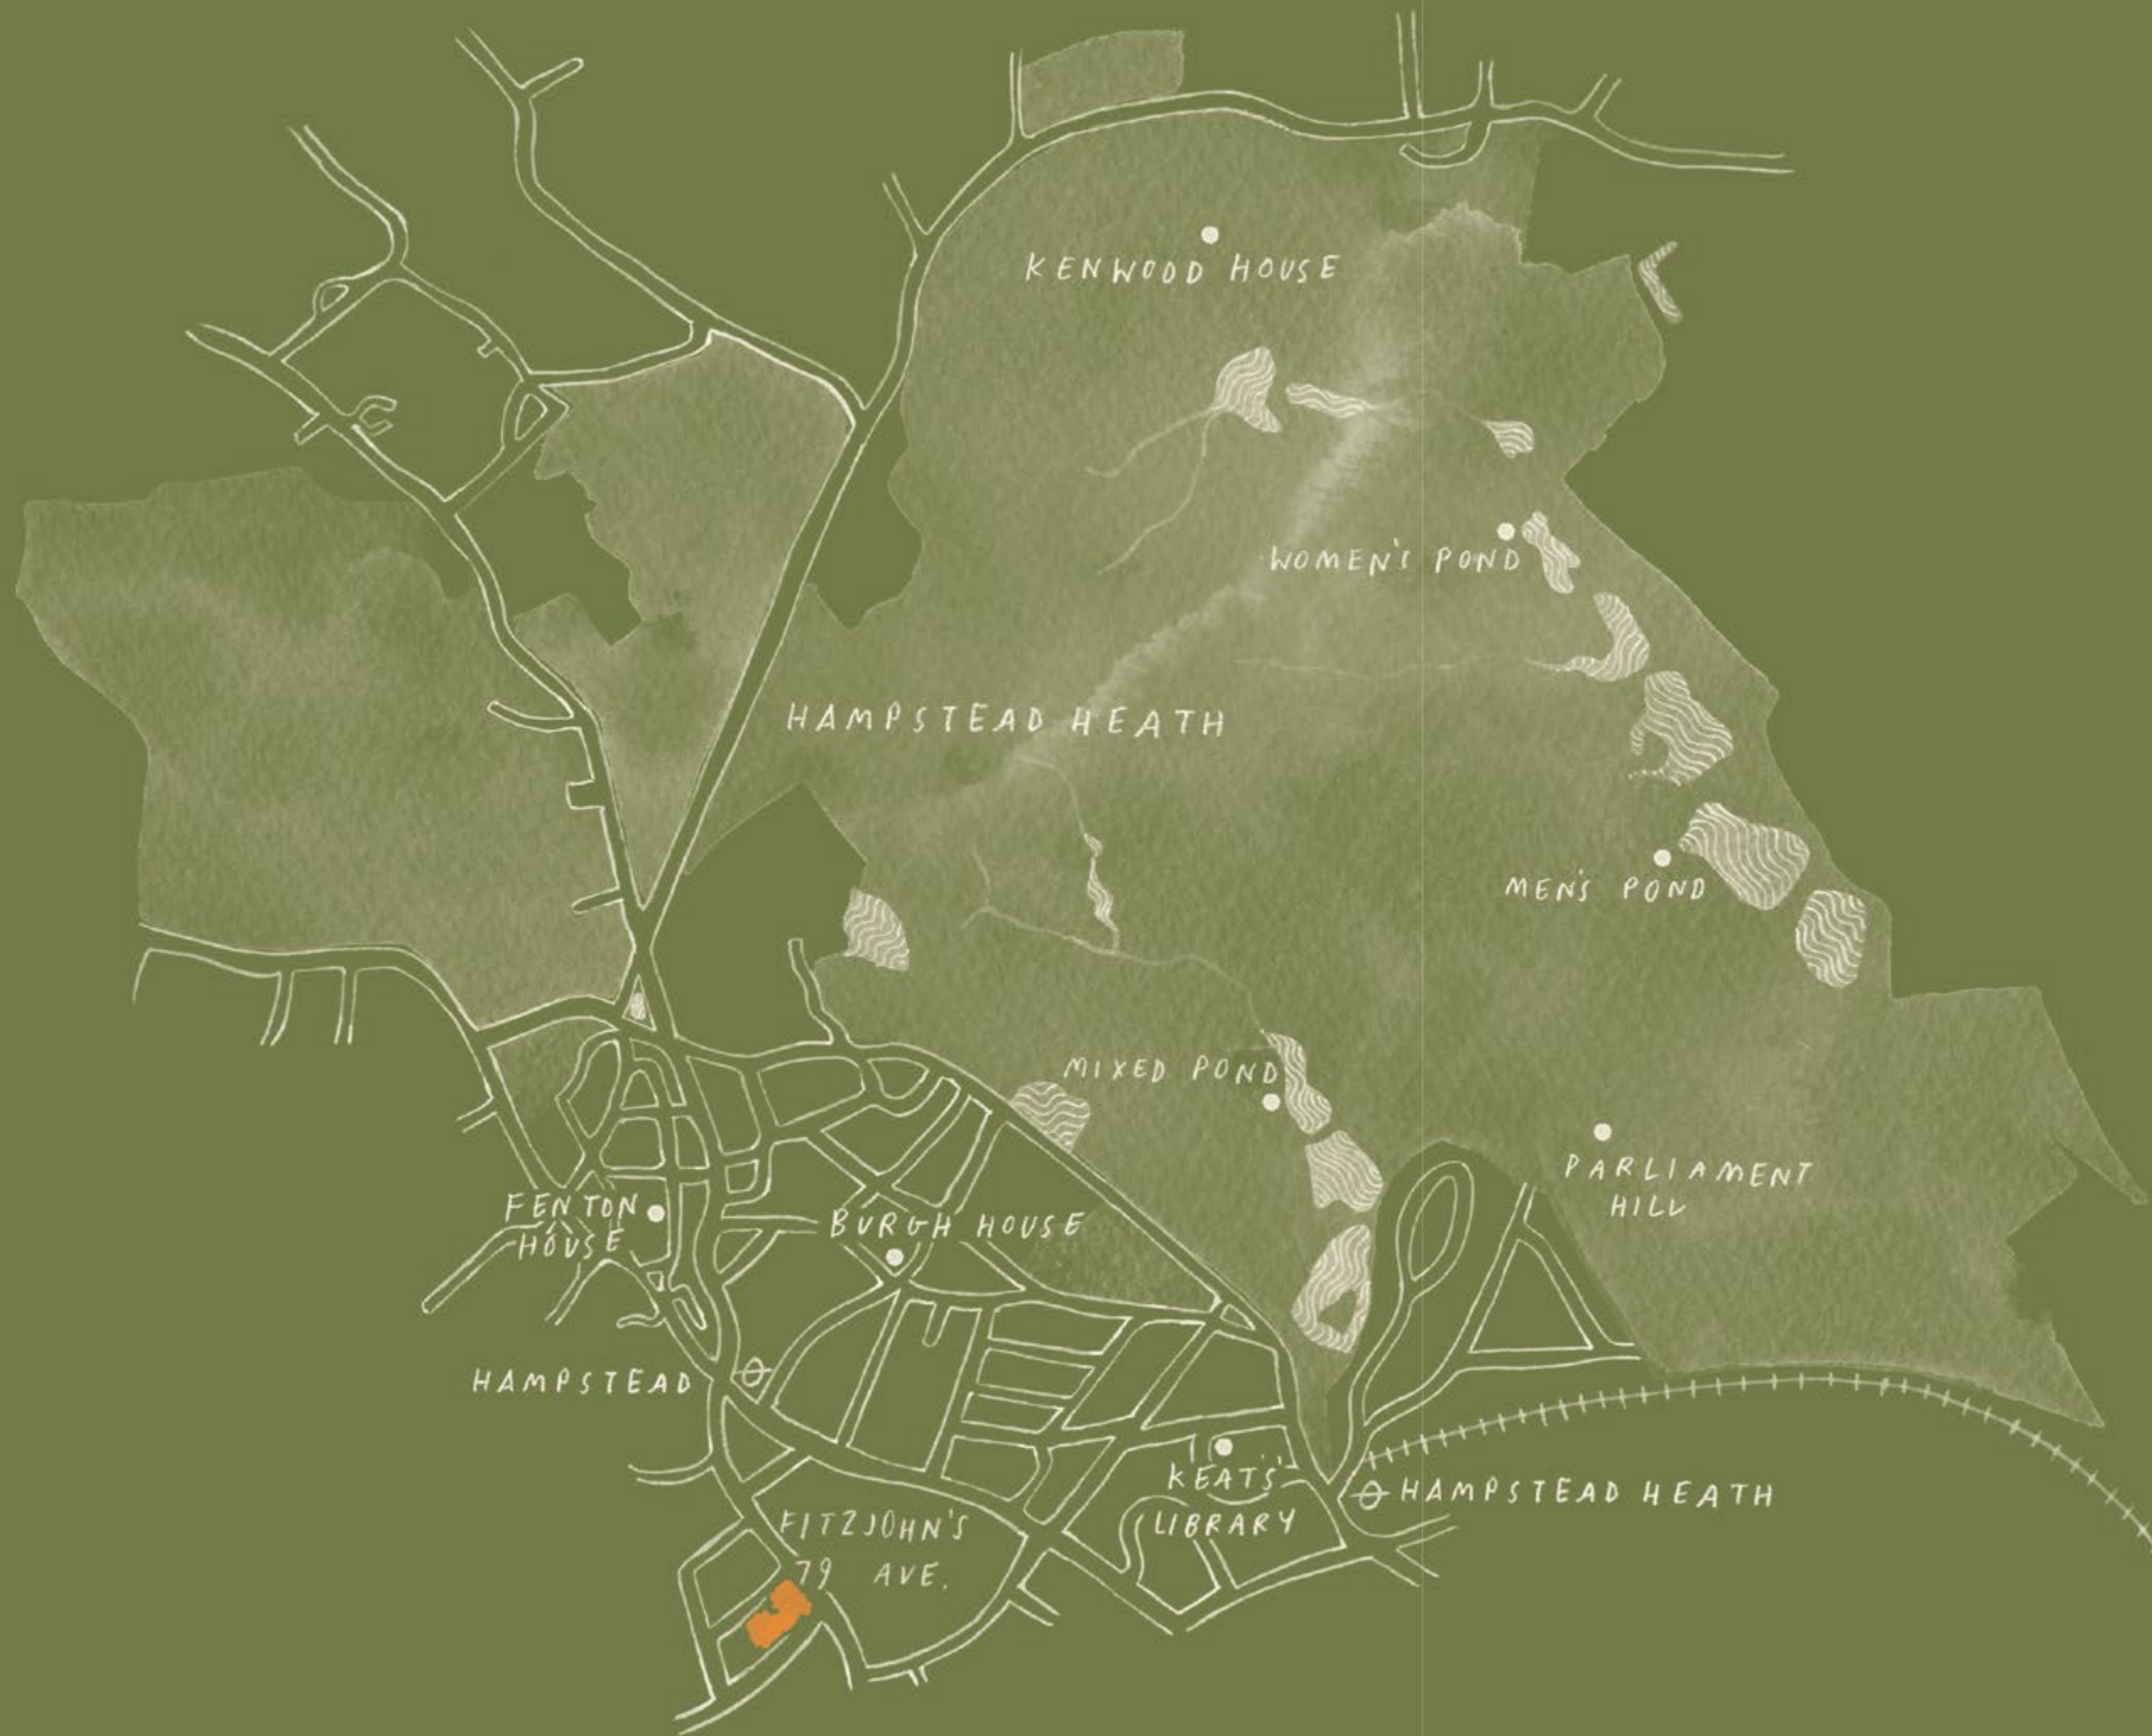 KENWOOD HOUSE
WOMEN'S POND
HAMPSTEAD HEATH
MEN'S POND
MIXED POND
PARLIAMENT
HILL
FENTON
HOUSE
BURGH HOUSE
HAMPSTEAD
KEATS'
LIBRARY
HAMPSTEAD HEATH
FITZJOHN'S
79 AVE.